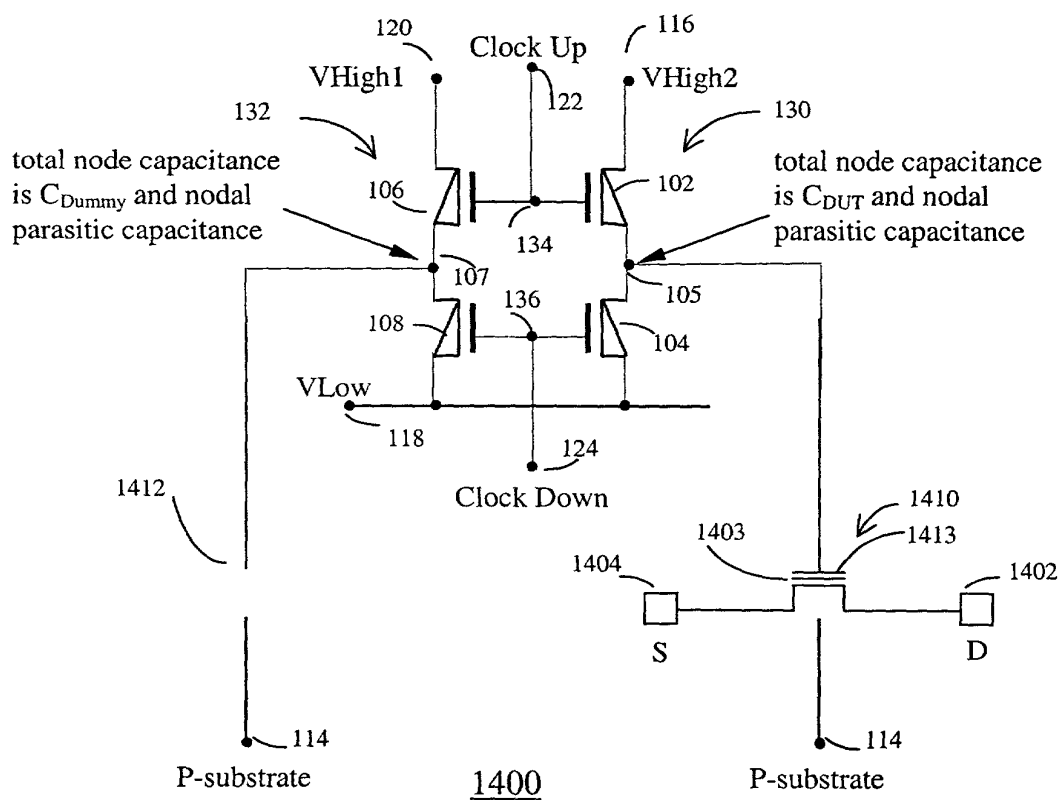 120
Clock Up
116
VHigh1
122
VHigh2
132
130
total node capacitance
is CDummy and nodal
parasitic capacitance
total node capacitance
is CDUT and nodal
parasitic capacitance
106
102
134
107
105
136
108
104
VLow
118
124
Clock Down
1412
1410
1403
1413
1404
1402
S
D
114
114
P-substrate
1400
P-substrate